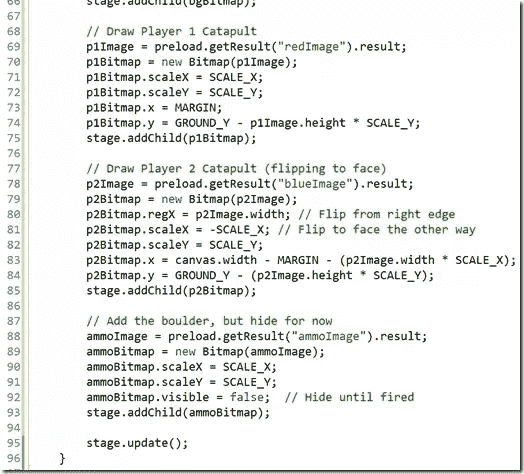 66 stage.addChild(bgBitmap);
67
68 // Draw Player 1 Catapult
69 p1Image = preload.getResult("redImage").result;
70 p1Bitmap = new Bitmap(p1Image);
71 p1Bitmap.scaleX = SCALE_X;
72 p1Bitmap.scaleY = SCALE_Y;
73 p1Bitmap.x = MARGIN;
74 p1Bitmap.y = GROUND_Y - p1Image.height * SCALE_Y;
75 stage.addChild(p1Bitmap);
76
77 // Draw Player 2 Catapult (flipping to face)
78 p2Image = preload.getResult("blueImage").result;
79 p2Bitmap = new Bitmap(p2Image);
80 p2Bitmap.regX = p2Image.width; // Flip from right edge
81 p2Bitmap.scaleX = -SCALE_X; // Flip to face the other way
82 p2Bitmap.scaleY = SCALE_Y;
83 p2Bitmap.x = canvas.width - MARGIN - (p2Image.width * SCALE_X);
84 p2Bitmap.y = GROUND_Y - (p2Image.height * SCALE_Y);
85 stage.addChild(p2Bitmap);
86
87 // Add the boulder, but hide for now
88 ammoImage = preload.getResult("ammoImage").result;
89 ammoBitmap = new Bitmap(ammoImage);
90 ammoBitmap.scaleX = SCALE_X;
91 ammoBitmap.scaleY = SCALE_Y;
92 ammoBitmap.visible = false; // Hide until fired
93 stage.addChild(ammoBitmap);
94
95 stage.update();
96 }